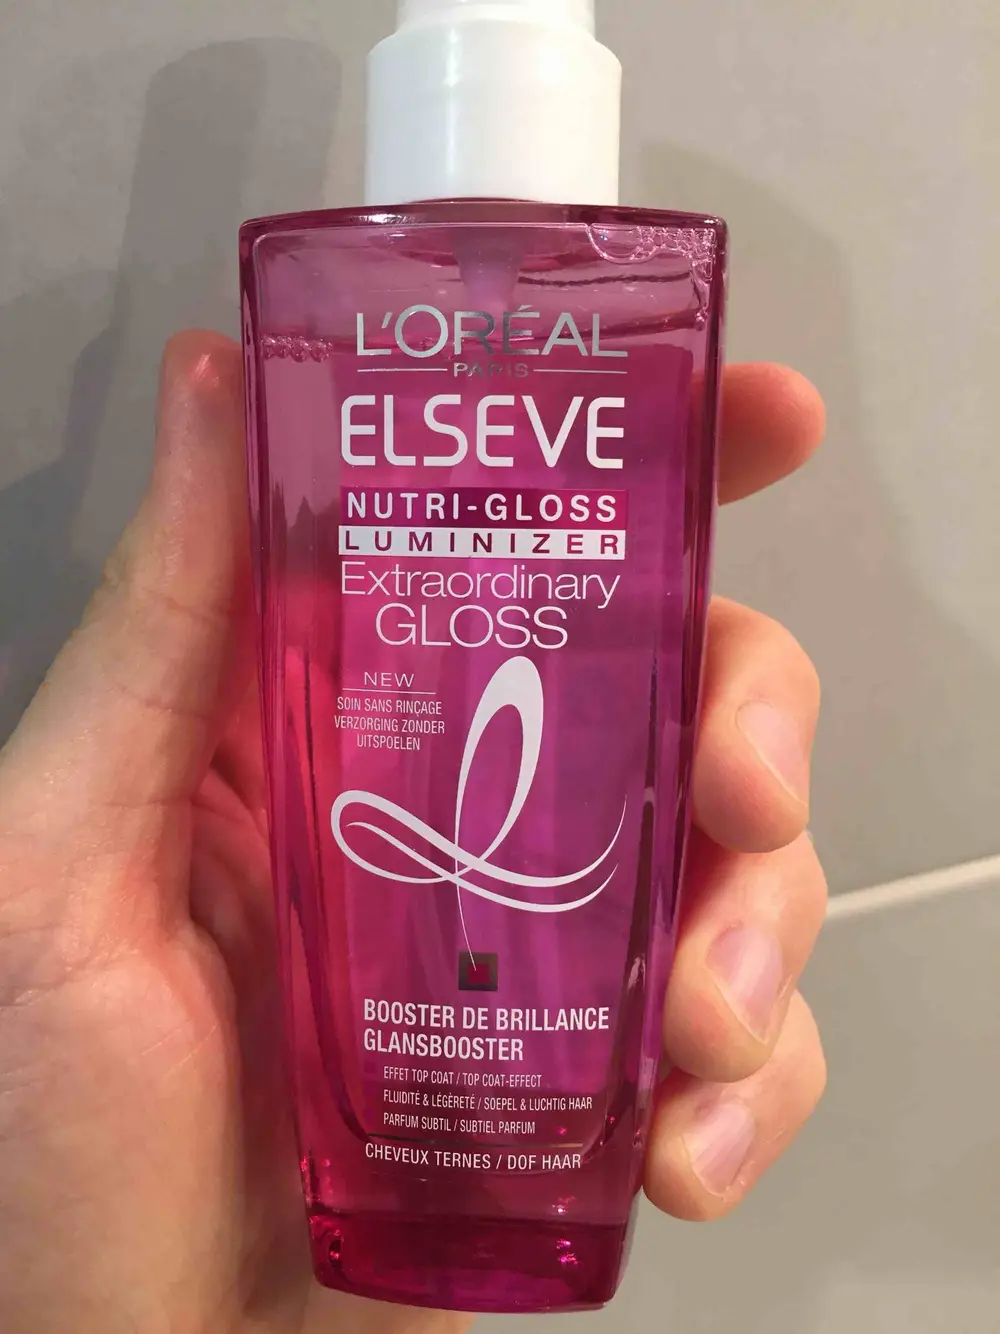 L'ORÉAL
PARIS
ELSEVE
NUTRI-GLOSS
LUMINIZER
Extraordinary
GLOSS
NEW
SOIN SANS RINÇAGE
VERZORGING ZONDER
UITSPOELEN
BOOSTER DE BRILLANCE
GLANSBOOSTER
EFFET TOP COAT / TOP COAT-EFFECT
FLUIDITÉ & LÉGÈRETÉ / SOEPEL & LUCHTIG HAAR
PARFUM SUBTIL / SUBTIEL PARFUM
CHEVEUX TERNES / DOF HAAR